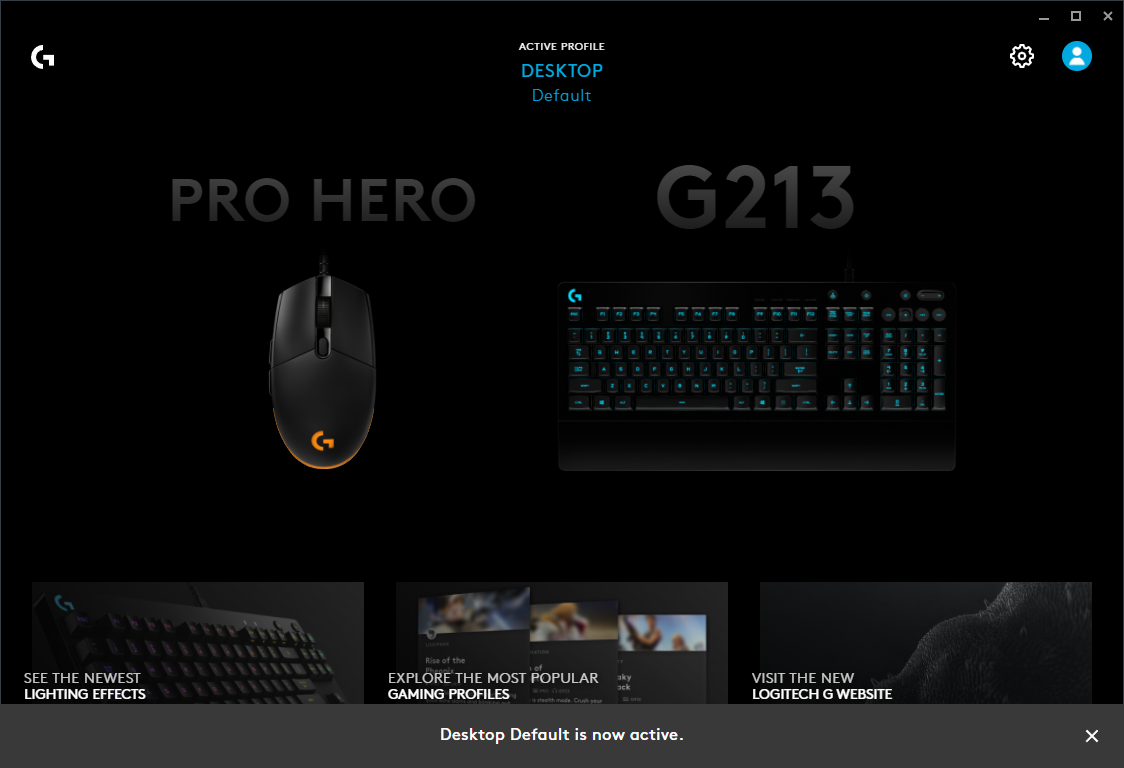 ACTIVE PROFILE
DESKTOP
Default
PRO HERO
G213
SEE THE NEWEST
LIGHTING EFFECTS
Rise of the
EXPLORE THE MOST POPULAR
GAMING PROFILES
VISIT THE NEW
LOGITECH G WEBSITE
Desktop Default is now active.